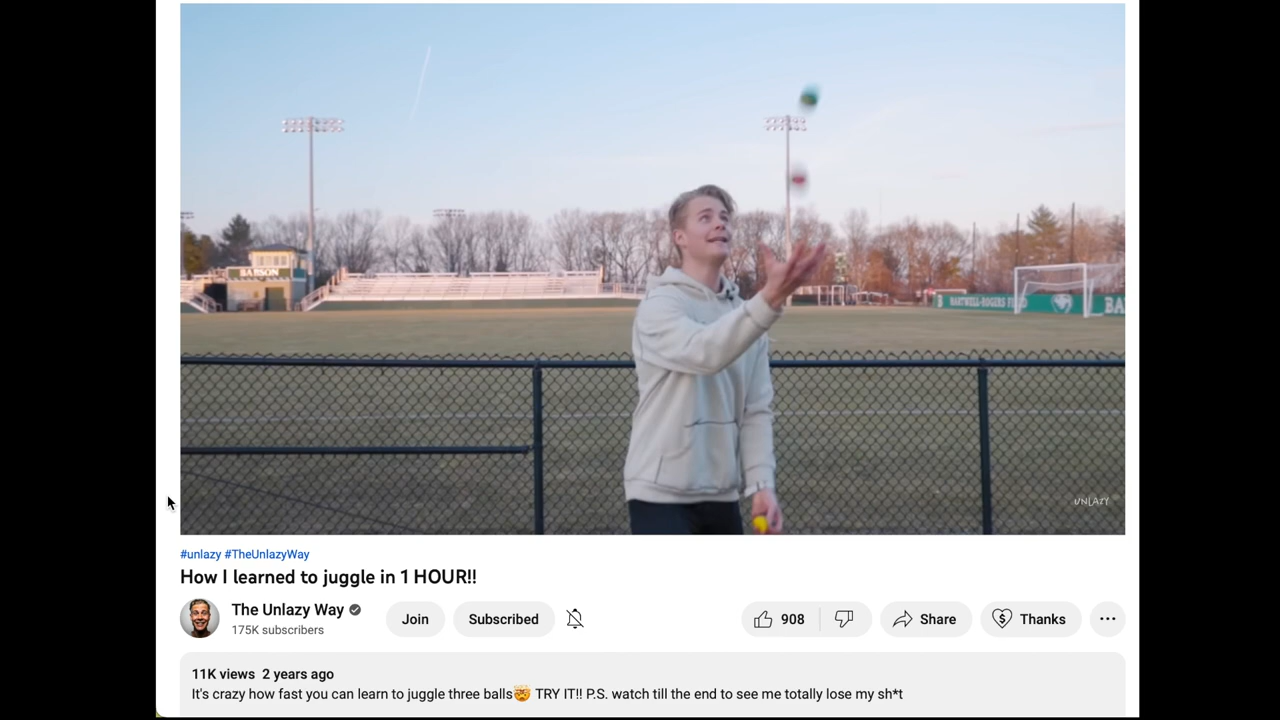 BABSON
HARTWELL-ROGERS
UNLAZY
#unlazy #TheUnlazyWay
How I learned to juggle in 1 HOUR!!
The Unlazy Way
175K subscribers
Join
Subscribed
908
Share
Thanks
11K views 2 years ago
It's crazy how fast you can learn to juggle three balls🤯 TRY IT!! P.S. watch till the end to see me totally lose my sh*t